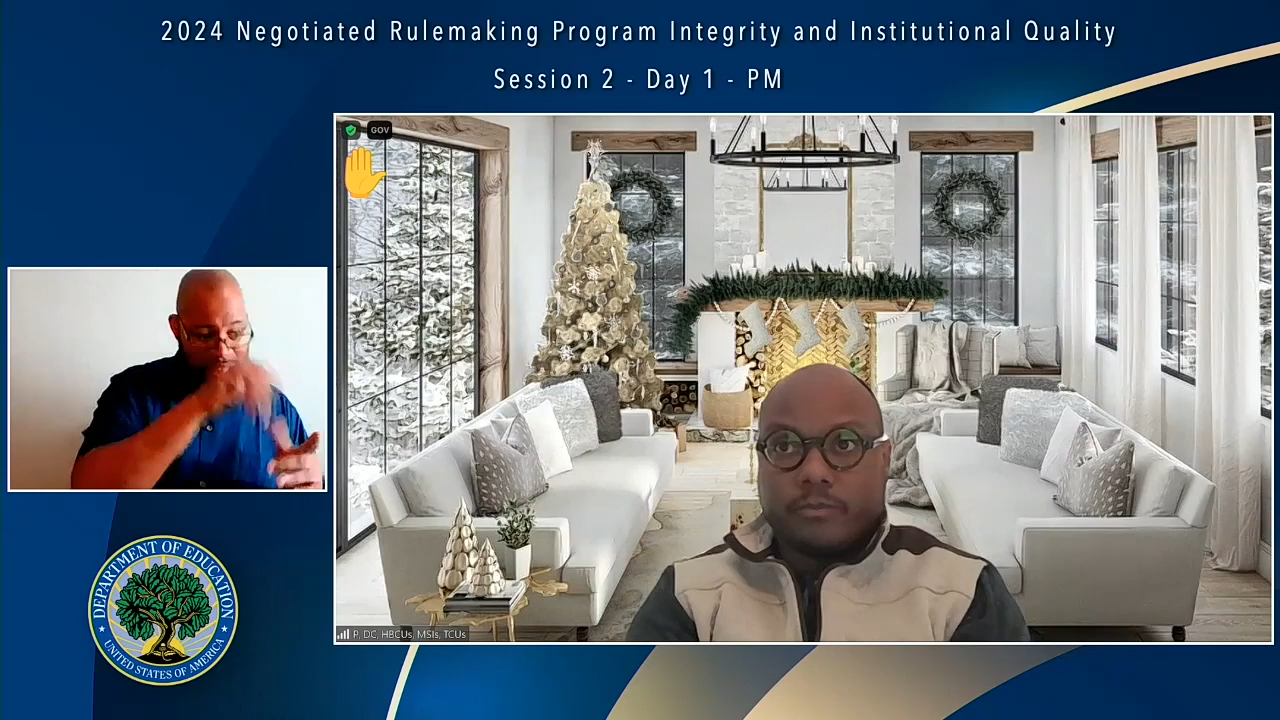 2024 Negotiated Rulemaking Program Integrity and Institutional Quality
Session 2 - Day 1 - PM
GOV
P, DC, HBCUs, MSIs, TCUs
DEPARTMENT OF EDUCATION
UNITED STATES OF AMERICA